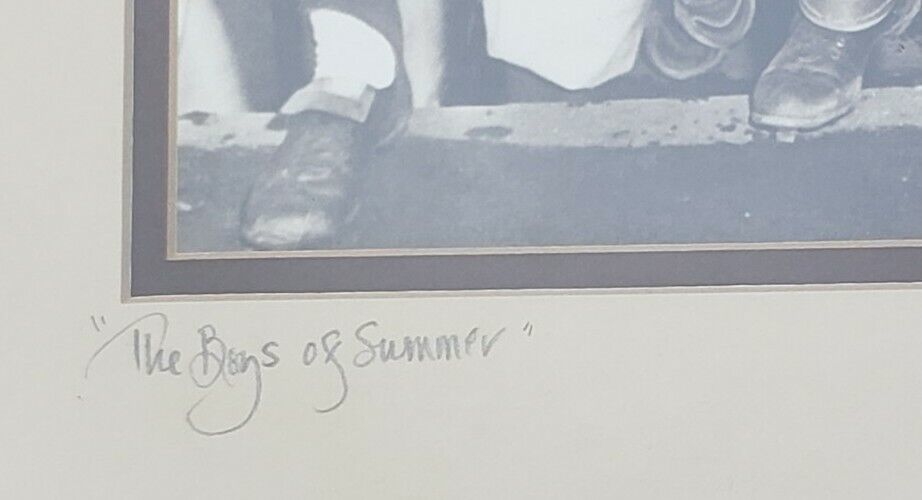 "The Boys of Summer"